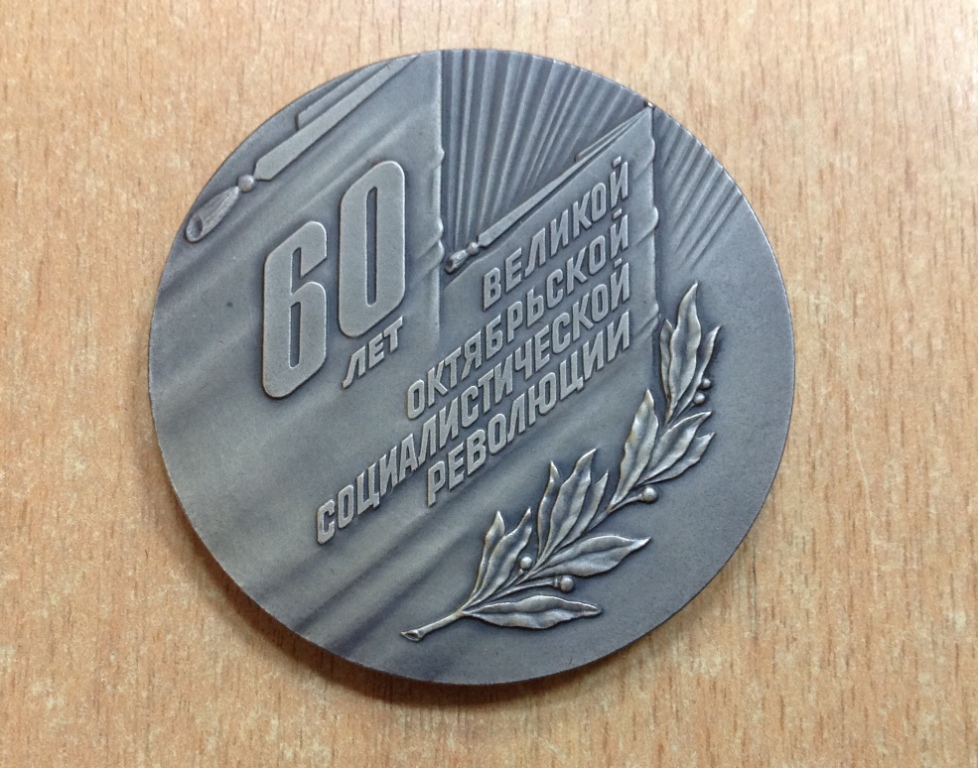 60
ЛЕТ
ВЕЛИКОЙ
ОКТЯБРЬСКОЙ
СОЦИАЛИСТИЧЕСКОЙ
РЕВОЛЮЦИИ